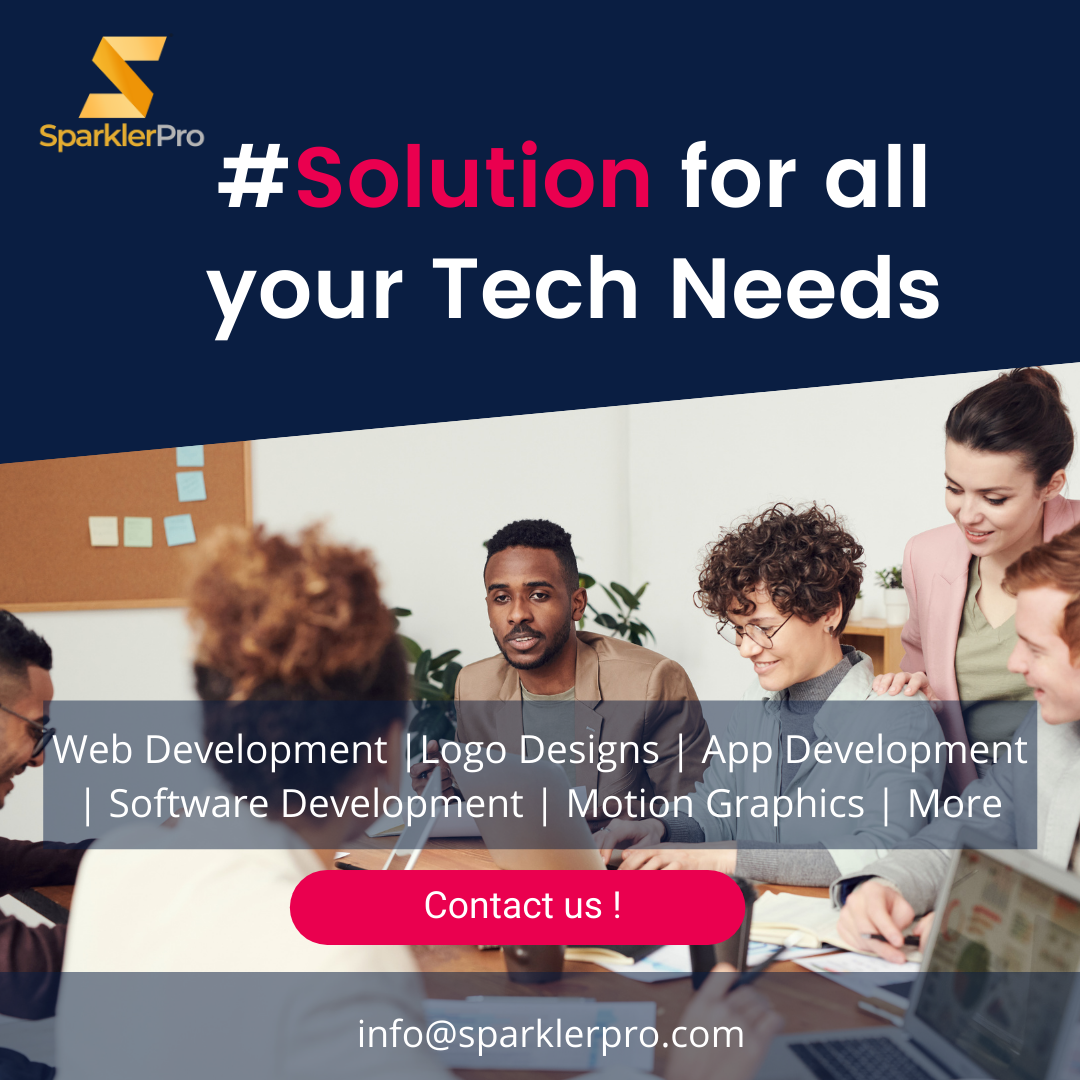 SparklerPro
#Solution for all
your Tech Needs
Web Development |Logo Designs | App Development
| Software Development | Motion Graphics | More
Contact us !
info@sparklerpro.com